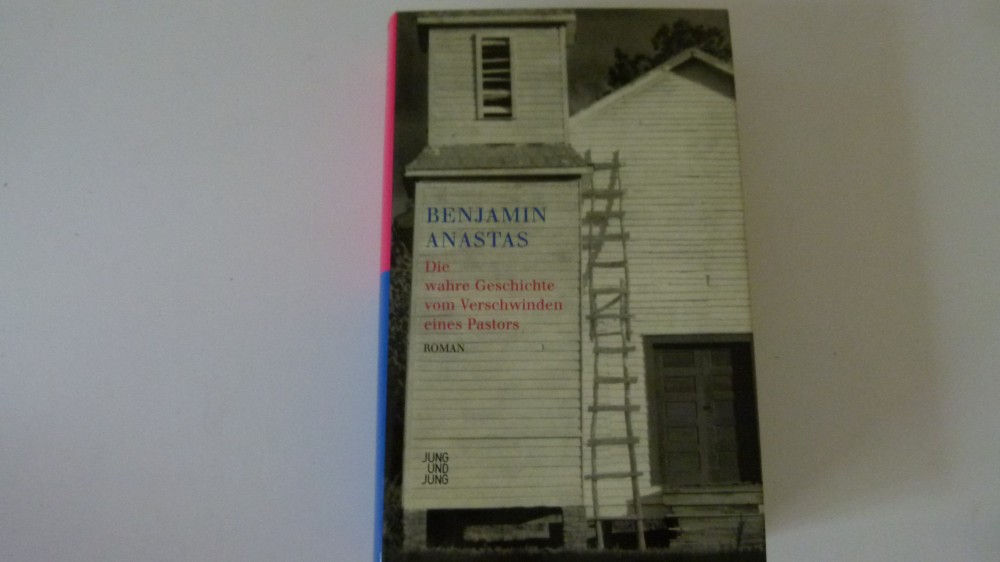 BENJAMIN
ANASTAS
Die
wahre Geschichte
vom Verschwinden
eines Pastors
ROMAN
JUNG
UND
JUNG